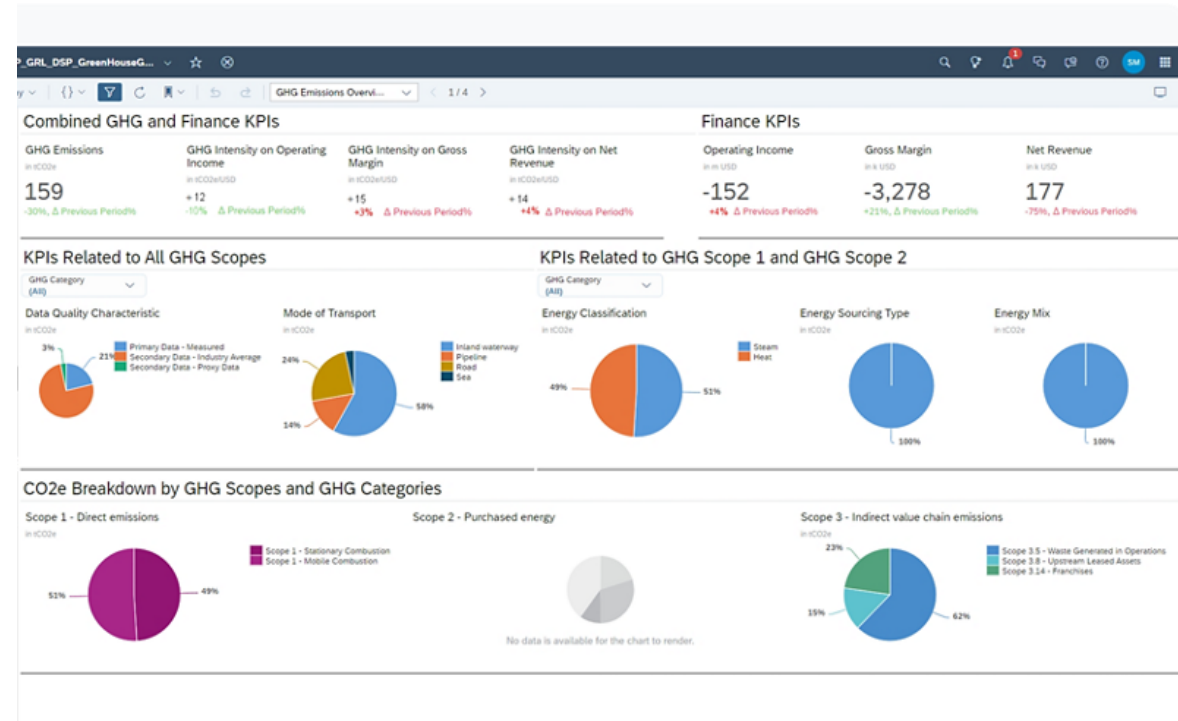 P_GRL_DSP_GreenHouseG...
1
SM
{}
GHG Emissions Overvi...
1/4
Combined GHG and Finance KPIs
Finance KPIs
GHG Emissions
in tCO2e
159
-30%, Δ Previous Period%
GHG Intensity on Operating
Income
in tCO2e/USD
+12
-10% Δ Previous Period%
GHG Intensity on Gross
Margin
in tCO2e/USD
+15
+3% Δ Previous Period%
GHG Intensity on Net
Revenue
in tCO2e/USD
+14
+4% Δ Previous Period%
Operating Income
in m USD
-152
+4% Δ Previous Period%
Gross Margin
in k USD
-3,278
+21%, Δ Previous Period%
Net Revenue
in k USD
177
-75%, Δ Previous Period%
KPIs Related to All GHG Scopes
GHG Category
(All)
Data Quality Characteristic
in tCO2e
3%
21%
Primary Data - Measured
Secondary Data - Industry Average
Secondary Data - Proxy Data
Mode of Transport
in tCO2e
24%
14%
58%
Inland waterway
Pipeline
Road
Sea
KPIs Related to GHG Scope 1 and GHG Scope 2
GHG Category
(All)
Energy Classification
in tCO2e
49%
51%
Steam
Heat
Energy Sourcing Type
in tCO2e
100%
Energy Mix
in tCO2e
100%
CO2e Breakdown by GHG Scopes and GHG Categories
Scope 1 - Direct emissions
in tCO2e
51%
49%
Scope 1 - Stationary Combustion
Scope 1 - Mobile Combustion
Scope 2 - Purchased energy
No data is available for the chart to render.
Scope 3 - Indirect value chain emissions
in tCO2e
23%
15%
62%
Scope 3.5 - Waste Generated in Operations
Scope 3.8 - Upstream Leased Assets
Scope 3.14 - Franchises